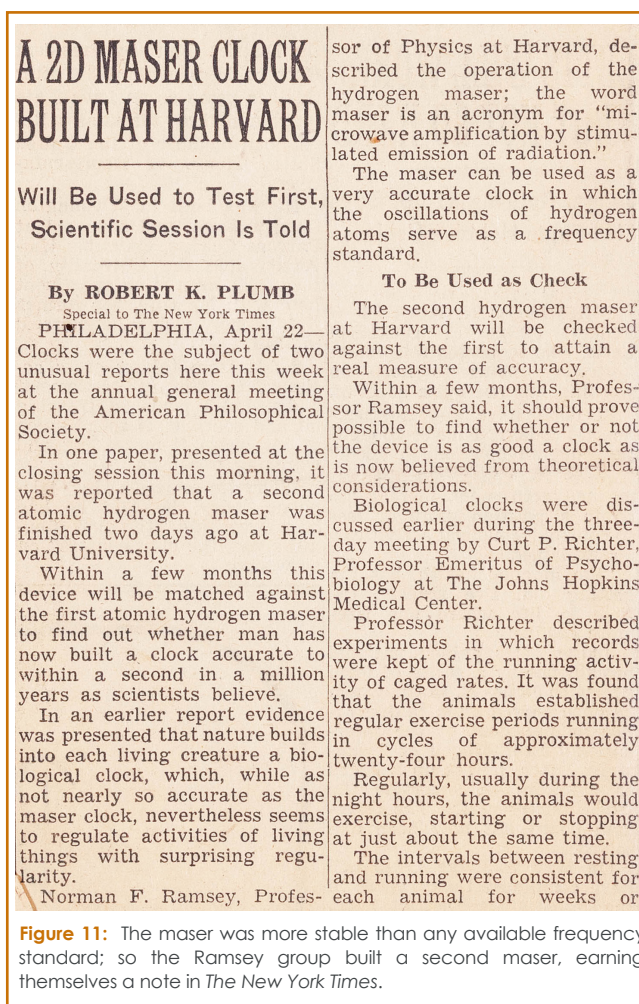 A 2D MASER CLOCK
BUILT AT HARVARD
Will Be Used to Test First,
Scientific Session Is Told
By ROBERT K. PLUMB
Special to The New York Times
PHILADELPHIA, April 22—
Clocks were the subject of two
unusual reports here this week
at the annual general meeting
of the American Philosophical
Society.
In one paper, presented at the
closing session this morning, it
was reported that a second
atomic hydrogen maser was
finished two days ago at Har-
vard University.
Within a few months this
device will be matched against
the first atomic hydrogen maser
to find out whether man has
now built a clock accurate to
within a second in a million
years as scientists believe.
In an earlier report evidence
was presented that nature builds
into each living creature a bio-
logical clock, which, while as
not nearly so accurate as the
maser clock, nevertheless seems
to regulate activities of living
things with surprising regu-
larity.
Norman F. Ramsey, Profes-
sor of Physics at Harvard, de-
scribed the operation of the
hydrogen maser; the word
maser is an acronym for “mi-
crowave amplification by stimu-
lated emission of radiation.”
The maser can be used as a
very accurate clock in which
the oscillations of hydrogen
atoms serve as a frequency
standard.
To Be Used as Check
The second hydrogen maser
at Harvard will be checked
against the first to attain a
real measure of accuracy.
Within a few months, Profes-
sor Ramsey said, it should prove
possible to find whether or not
the device is as good a clock as
is now believed from theoretical
considerations.
Biological clocks were dis-
cussed earlier during the three-
day meeting by Curt P. Richter,
Professor Emeritus of Psycho-
biology at The Johns Hopkins
Medical Center.
Professor Richter described
experiments in which records
were kept of the running activ-
ity of caged rates. It was found
that the animals established
regular exercise periods running
in cycles of approximately
twenty-four hours.
Regularly, usually during the
night hours, the animals would
exercise, starting or stopping
at just about the same time.
The intervals between resting
and running were consistent for
each animal for weeks or
Figure 11: The maser was more stable than any available frequency
standard; so the Ramsey group built a second maser, earning
themselves a note in The New York Times.